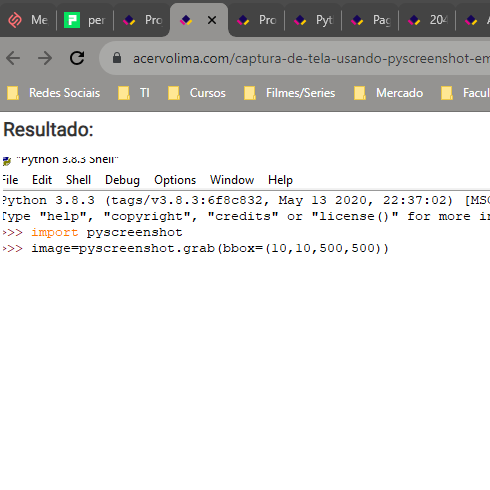 Me per Pro Pro Pyt Pag 204 A
acervolima.com/captura-de-tela-usando-pyscreenshot-em
Redes Sociais TI Cursos Filmes/Series Mercado Facul
Resultado:
*Python 3.8.3 Shell*
File Edit Shell Debug Options Window Help
Python 3.8.3 (tags/v3.8.3:6f8c832, May 13 2020, 22:37:02) [MSC
Type "help", "copyright", "credits" or "license()" for more in
>>> import pyscreenshot
>>> image=pyscreenshot.grab(bbox=(10,10,500,500))